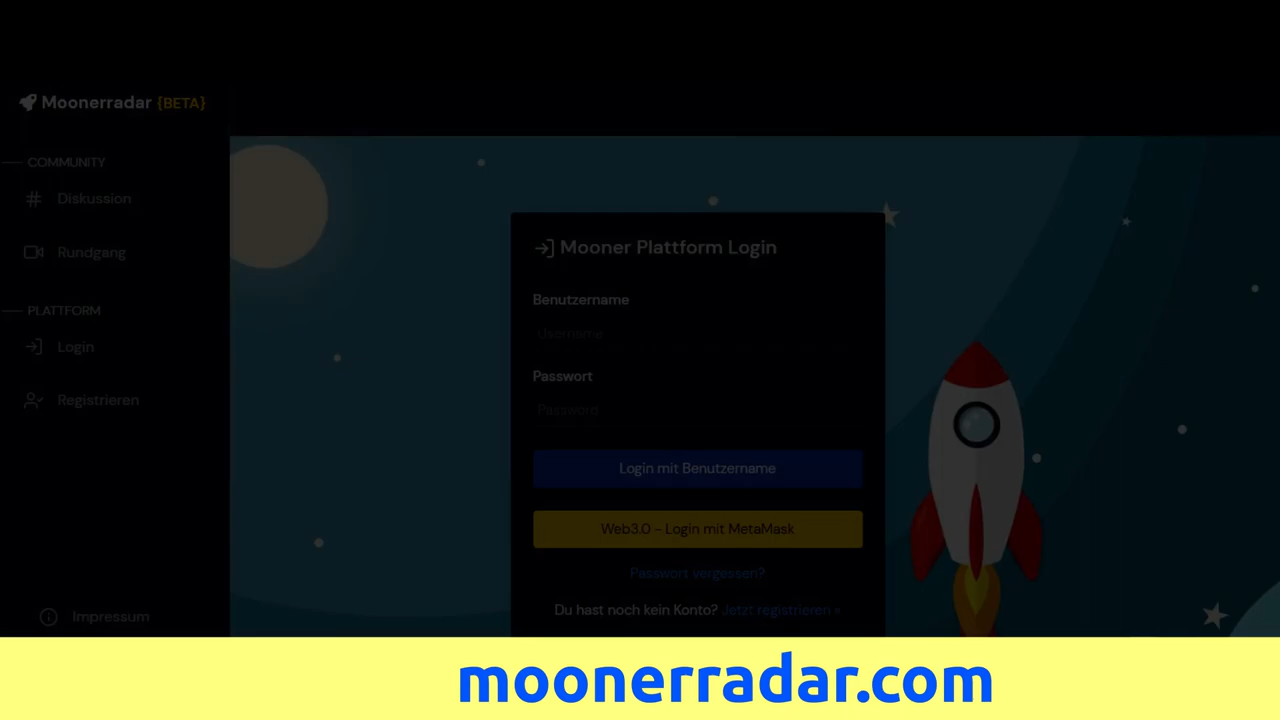 Moonerradar {BETA}
COMMUNITY
Diskussion
Rundgang
PLATTFORM
Login
Registrieren
Impressum
Mooner Plattform Login
Benutzername
Username
Passwort
Password
Login mit Benutzername
Web3.0 - Login mit MetaMask
Passwort vergessen?
Du hast noch kein Konto? Jetzt registrieren »
moonerradar.com